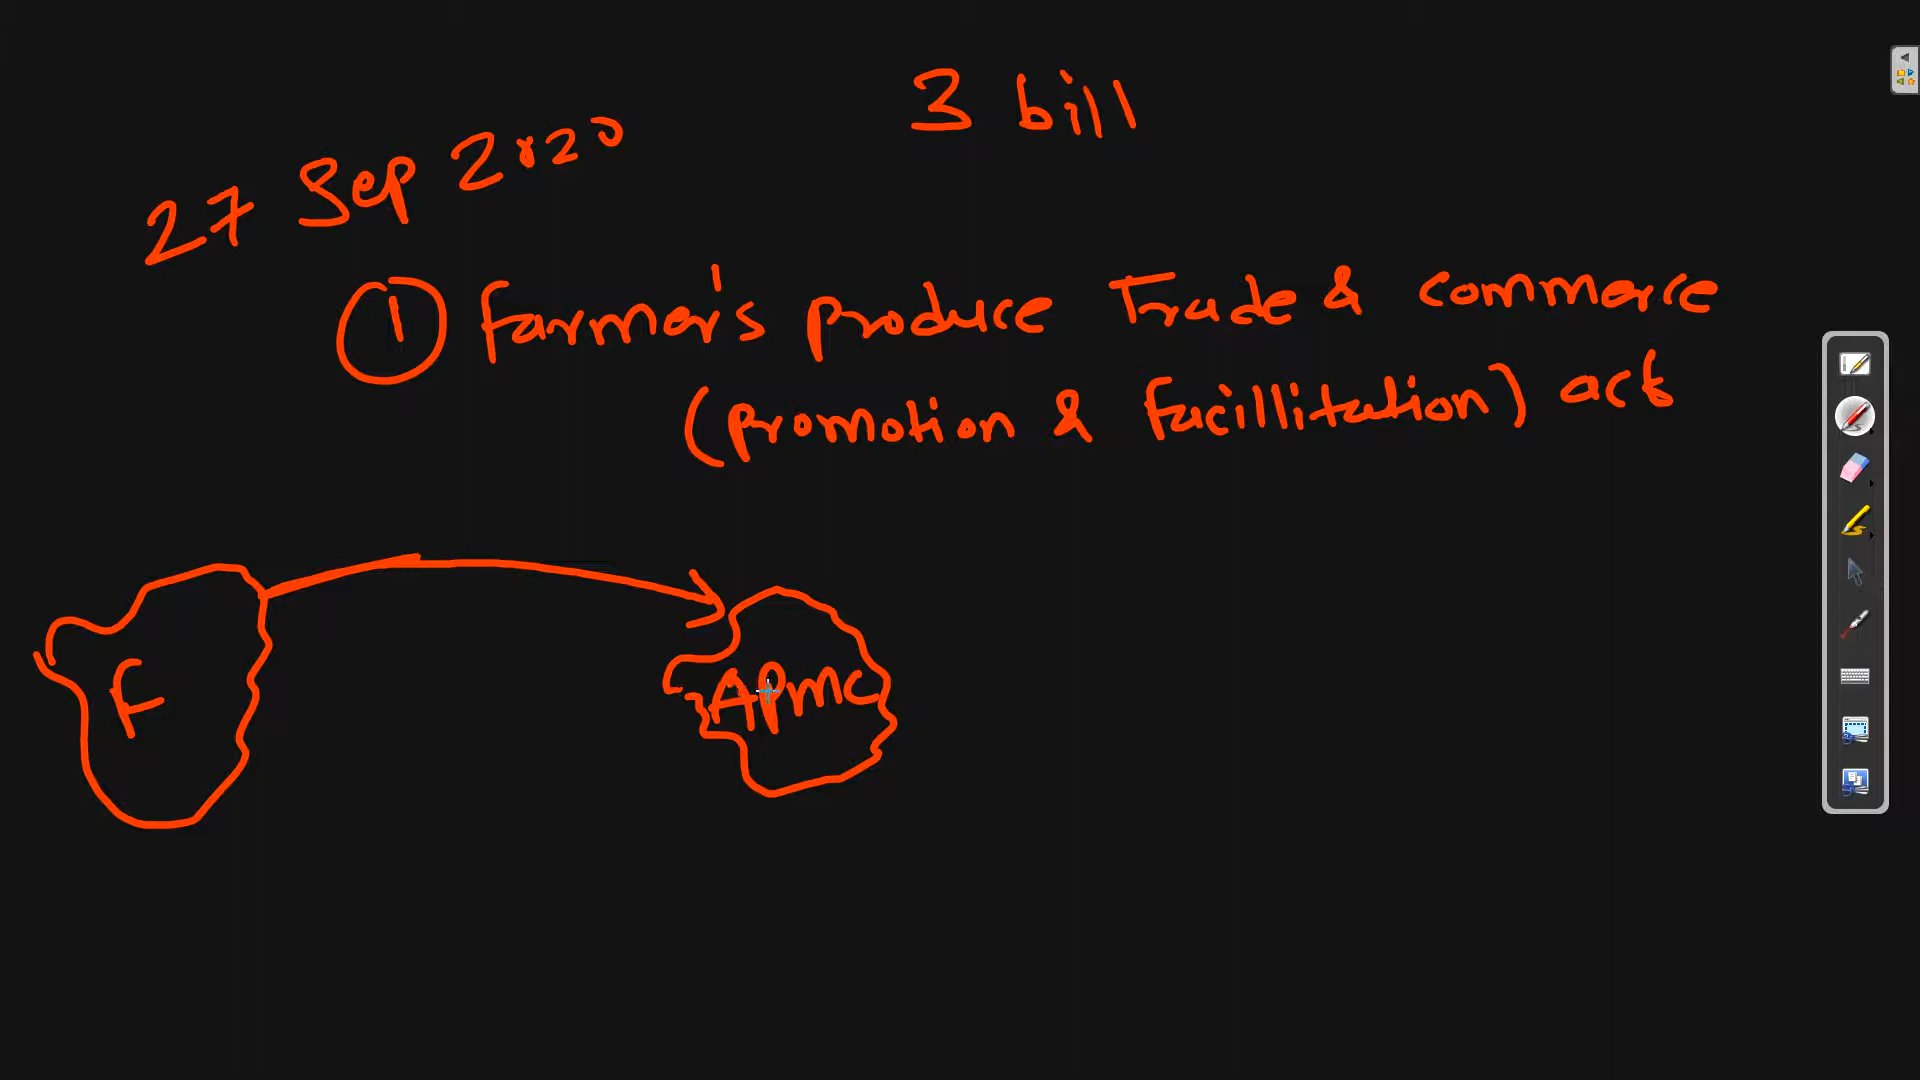 3 bill
27 Sep 2020
① farmer's produce Trade & commerce
(promotion & facillitation) act
F
APMC